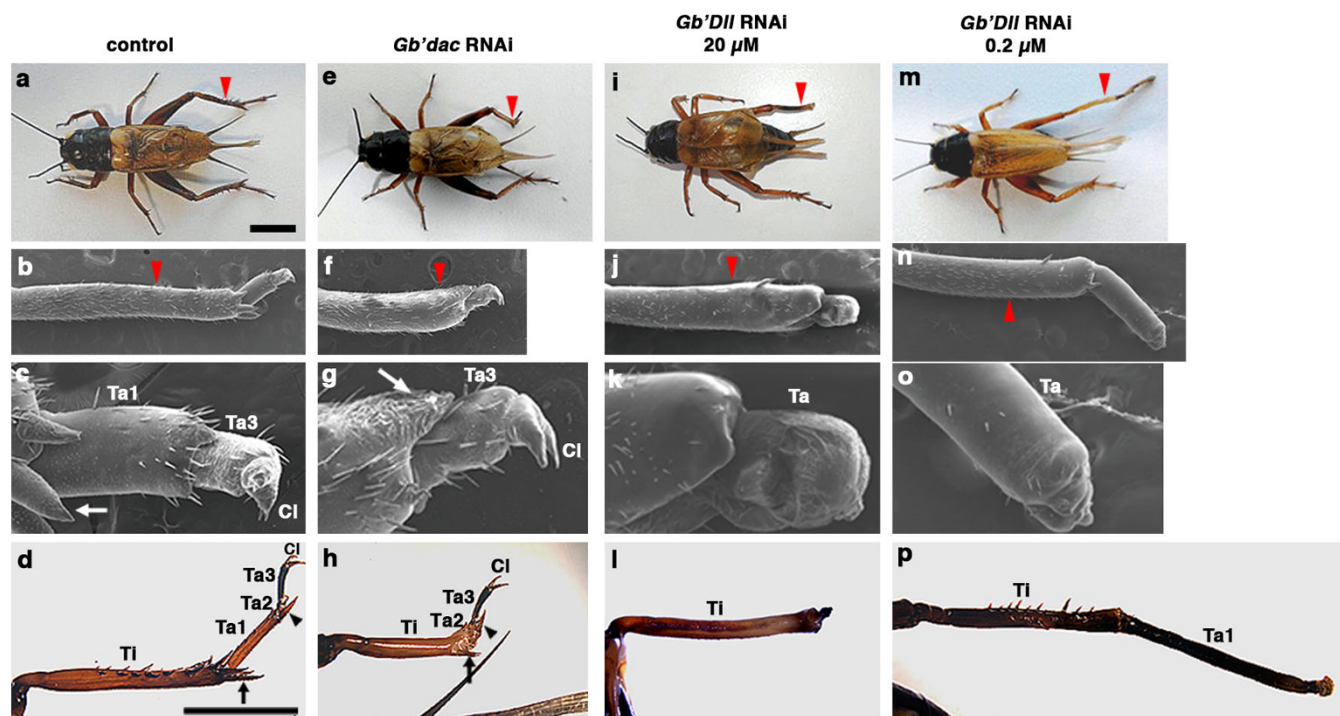 control
Gb'dac RNAi
Gb'Dll RNAi
20 μM
Gb'Dll RNAi
0.2 μM
a
e
i
m
b
f
j
n
c
Ta1
Ta3
Cl
g
Ta3
Cl
k
Ta
o
Ta
d
Cl
Ta3
Ta2
Ta1
Ti
h
Cl
Ta3
Ta2
Ti
l
Ti
p
Ti
Ta1